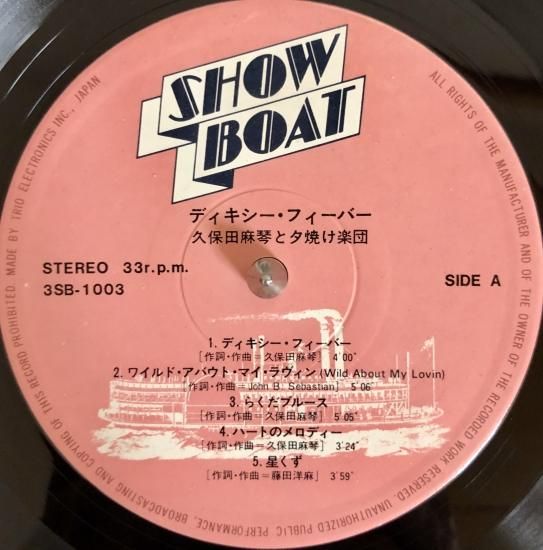 SHOW
BOAT
ディキシー・フィーバー
久保田麻琴と夕焼け楽団
STEREO 33r.p.m.
3SB-1003
SIDE A
1. ディキシー・フィーバー
[作詞・作曲=久保田麻琴] 4'00"
2. ワイルド・アバウト・マイ・ラヴィン (Wild About My Lovin)
[作詞・作曲=John B. Sebastian] 5'06"
3. らくだブルース
[作詞・作曲=久保田麻琴] 5'05"
4. ハートのメロディー
[作詞・作曲=久保田麻琴] 3'24"
5. 星くず
[作詞・作曲=藤田洋麻] 3'59"
ALL RIGHTS OF THE MANUFACTURER AND OF THE OWNER OF THE RECORDED WORK RESERVED. UNAUTHORIZED PUBLIC PERFORMANCE, BROADCASTING AND COPYING OF THIS RECORD PROHIBITED. MADE BY TRIO ELECTRONICS INC., JAPAN